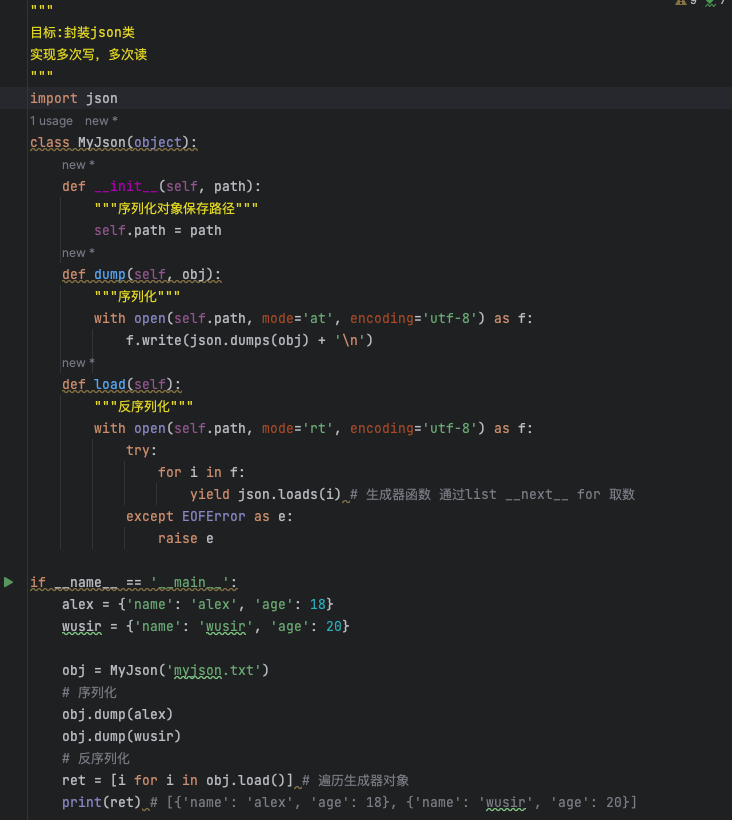 """
目标:封装json类
实现多次写，多次读
"""
import json
1 usage new *
class MyJson(object):
new *
def __init__(self, path):
"""序列化对象保存路径"""
self.path = path
new *
def dump(self, obj):
"""序列化"""
with open(self.path, mode='at', encoding='utf-8') as f:
f.write(json.dumps(obj) + '\n')
new *
def load(self):
"""反序列化"""
with open(self.path, mode='rt', encoding='utf-8') as f:
try:
for i in f:
yield json.loads(i) # 生成器函数 通过list __next__ for 取数
except EOFError as e:
raise e
if __name__ == '__main__':
alex = {'name': 'alex', 'age': 18}
wusir = {'name': 'wusir', 'age': 20}
obj = MyJson('myjson.txt')
# 序列化
obj.dump(alex)
obj.dump(wusir)
# 反序列化
ret = [i for i in obj.load()] # 遍历生成器对象
print(ret) # [{'name': 'alex', 'age': 18}, {'name': 'wusir', 'age': 20}]